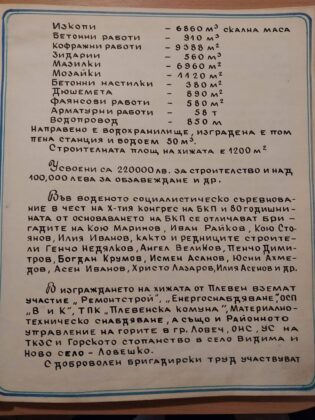 Изкопи – 6860 м³ скална маса
Бетонни работи – 910 м³
Кофражни работи – 9388 м²
Зидарии – 560 м³
Мазилки – 6960 м²
Мозайки – 1120 м²
Бетонни настилки – 380 м²
Дюшемета – 890 м²
Фаянсови работи – 580 м²
Арматурни работи – 58 т
Водопровод – 850 м
Направено е водохранилище, изградена е пом
пена станция и водоем 30 м³.
Строителната площ на хижата е 1200 м²
Усвоени са 220000 лв. за строителство и над
100,000 лева за обзавеждане и др.
Във воденото социалистическо съревнова-
ние в чест на X-тия конгрес на БКП и 80 годишни-
ната от основаването на БКП се отличават бри-
гадите на Кою Маринов, Иван Райков, Кою Сто-
янов, Илия Иванов, както и редниците строите-
ли Генчо Недялков, Ангел Величков, Пенчо Дими-
тров, Богдан Крумов, Исмен Асанов, Юсни Ахме-
дов, Асен Иванов, Христо Лазаров, Илия Асенов и др.
В изграждането на хижата от Плевен вземат
участие „Ремонтстрой", „Енергоснабдяване", ОСП
„В и К", ТПК „Плевенска комуна", Материално-
техническо снабдяване, а също и Районното
управление на горите в гр. Ловеч, ОНС, УС на
ТКЗС и Горското стопанство в село Видима и
Ново село – Ловешко.
С доброволен бригадирски труд участвуват